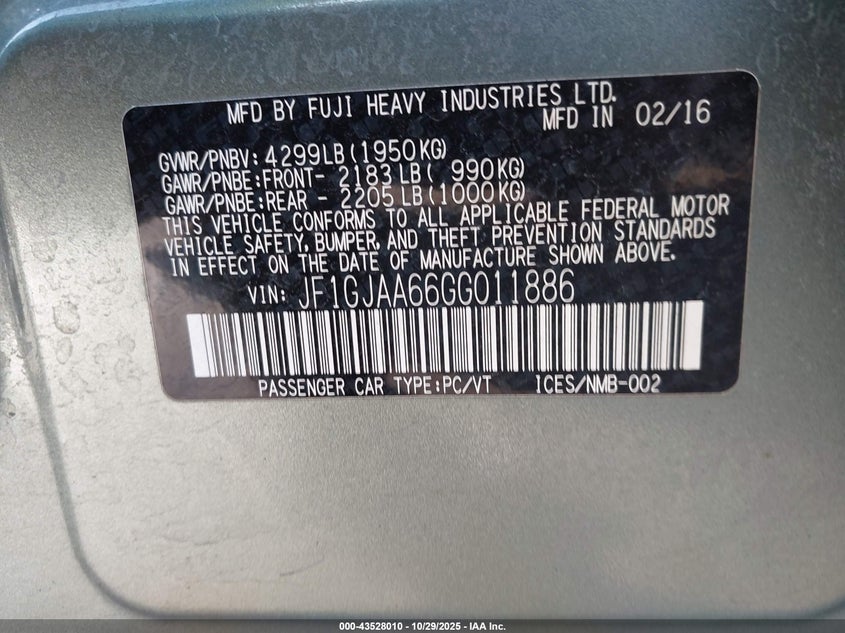 MFD BY FUJI HEAVY INDUSTRIES LTD.
MFD IN 02/16
GVWR/PNBV: 4299LB(1950KG)
GAWR/PNBE:FRONT- 2183LB( 990KG)
GAWR/PNBE:REAR - 2205LB(1000KG)
THIS VEHICLE CONFORMS TO ALL APPLICABLE FEDERAL MOTOR
VEHICLE SAFETY, BUMPER, AND THEFT PREVENTION STANDARDS
IN EFFECT ON THE DATE OF MANUFACTURE SHOWN ABOVE.
VIN: JF1GJAA66GG011886
PASSENGER CAR TYPE:PC/VT ICES/NMB-002
000-43528010 - 10/29/2025 - IAA Inc.